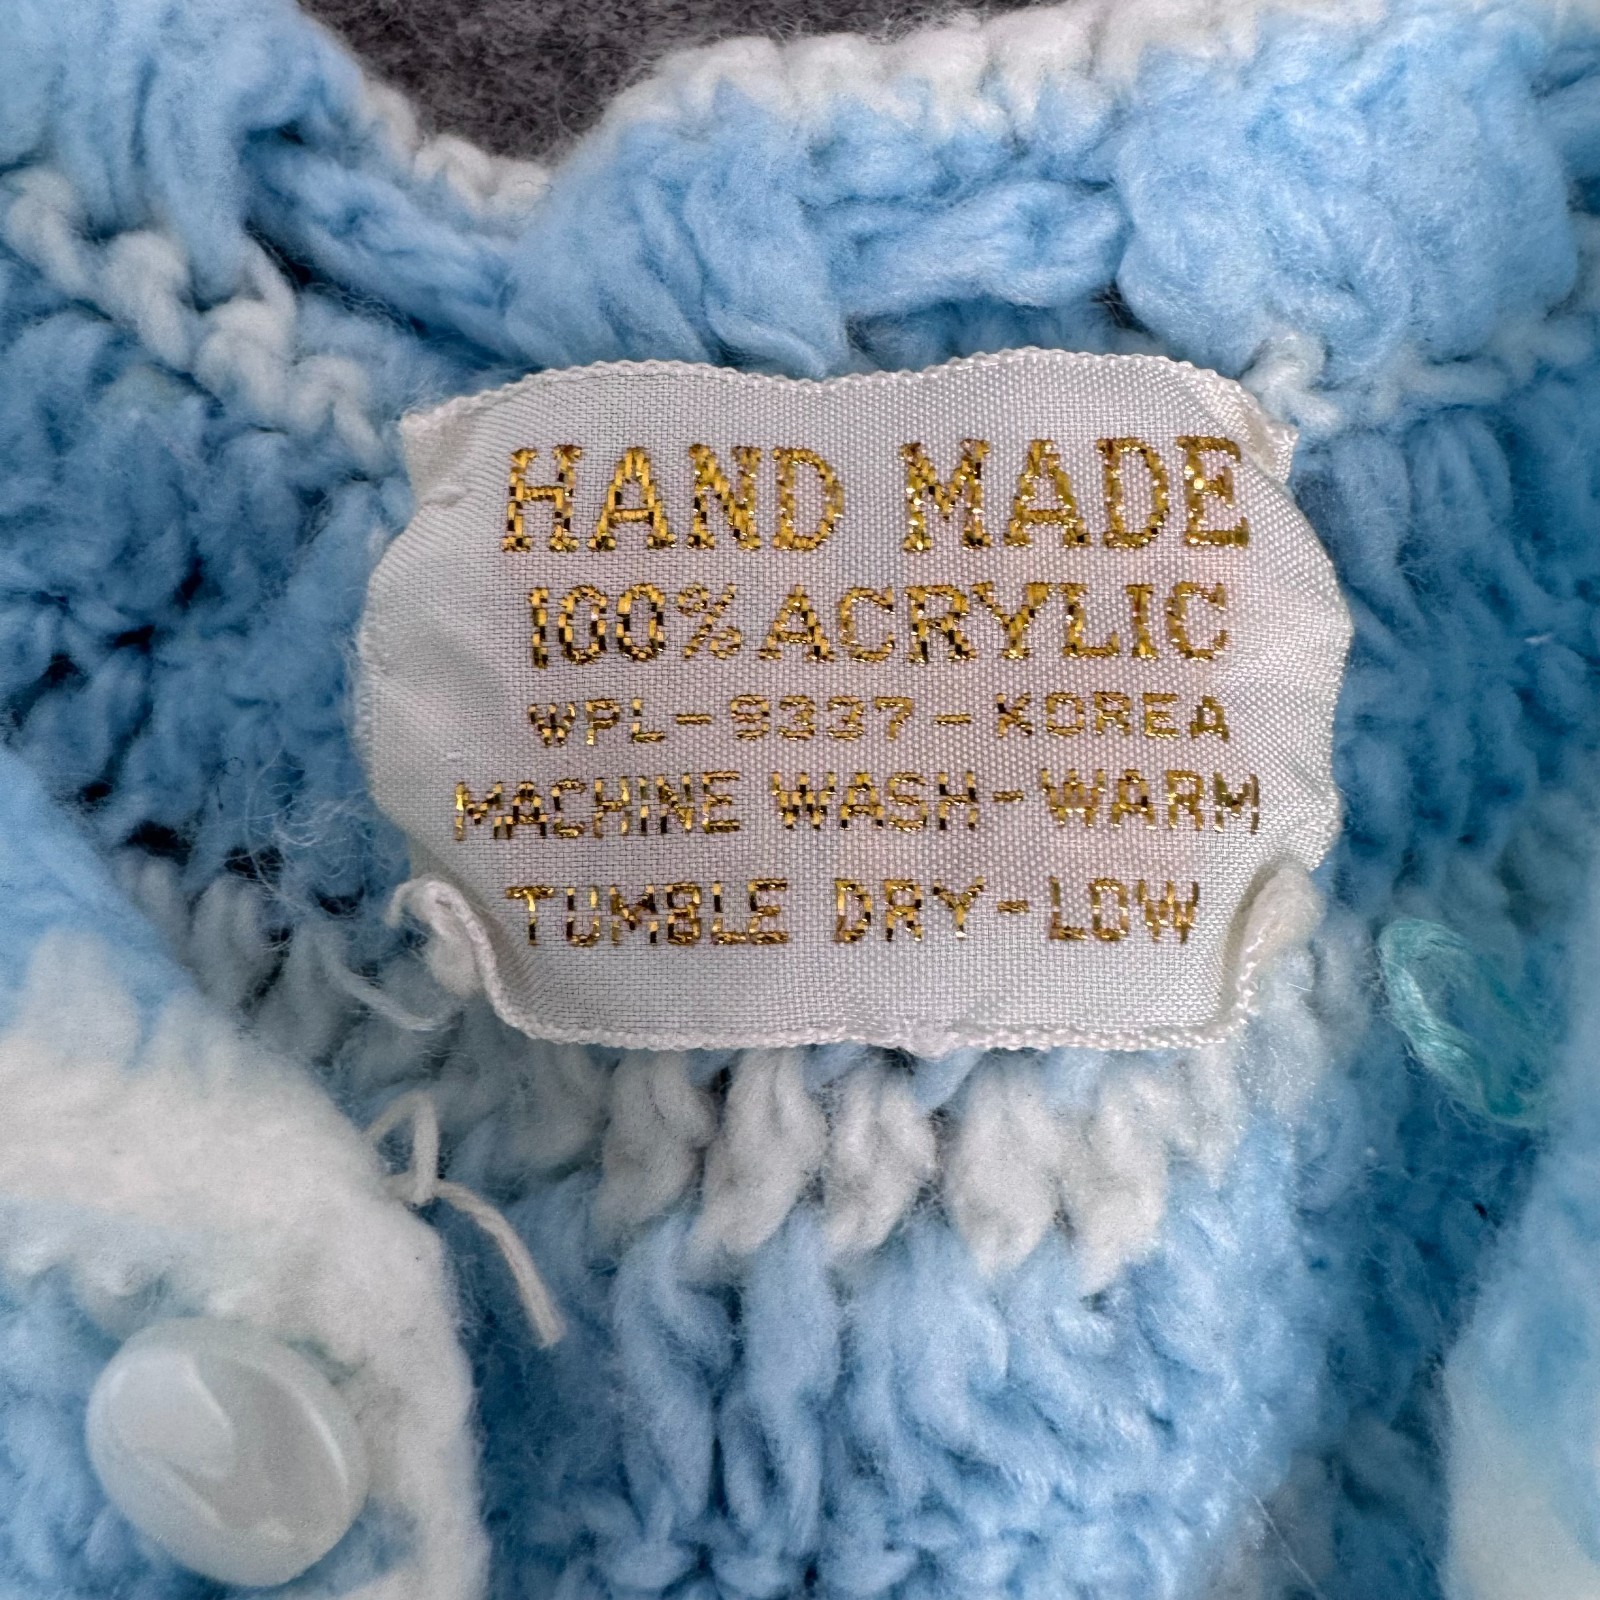 HAND MADE
100% ACRYLIC
WPL-9337-KOREA
MACHINE WASH-WARM
TUMBLE DRY-LOW